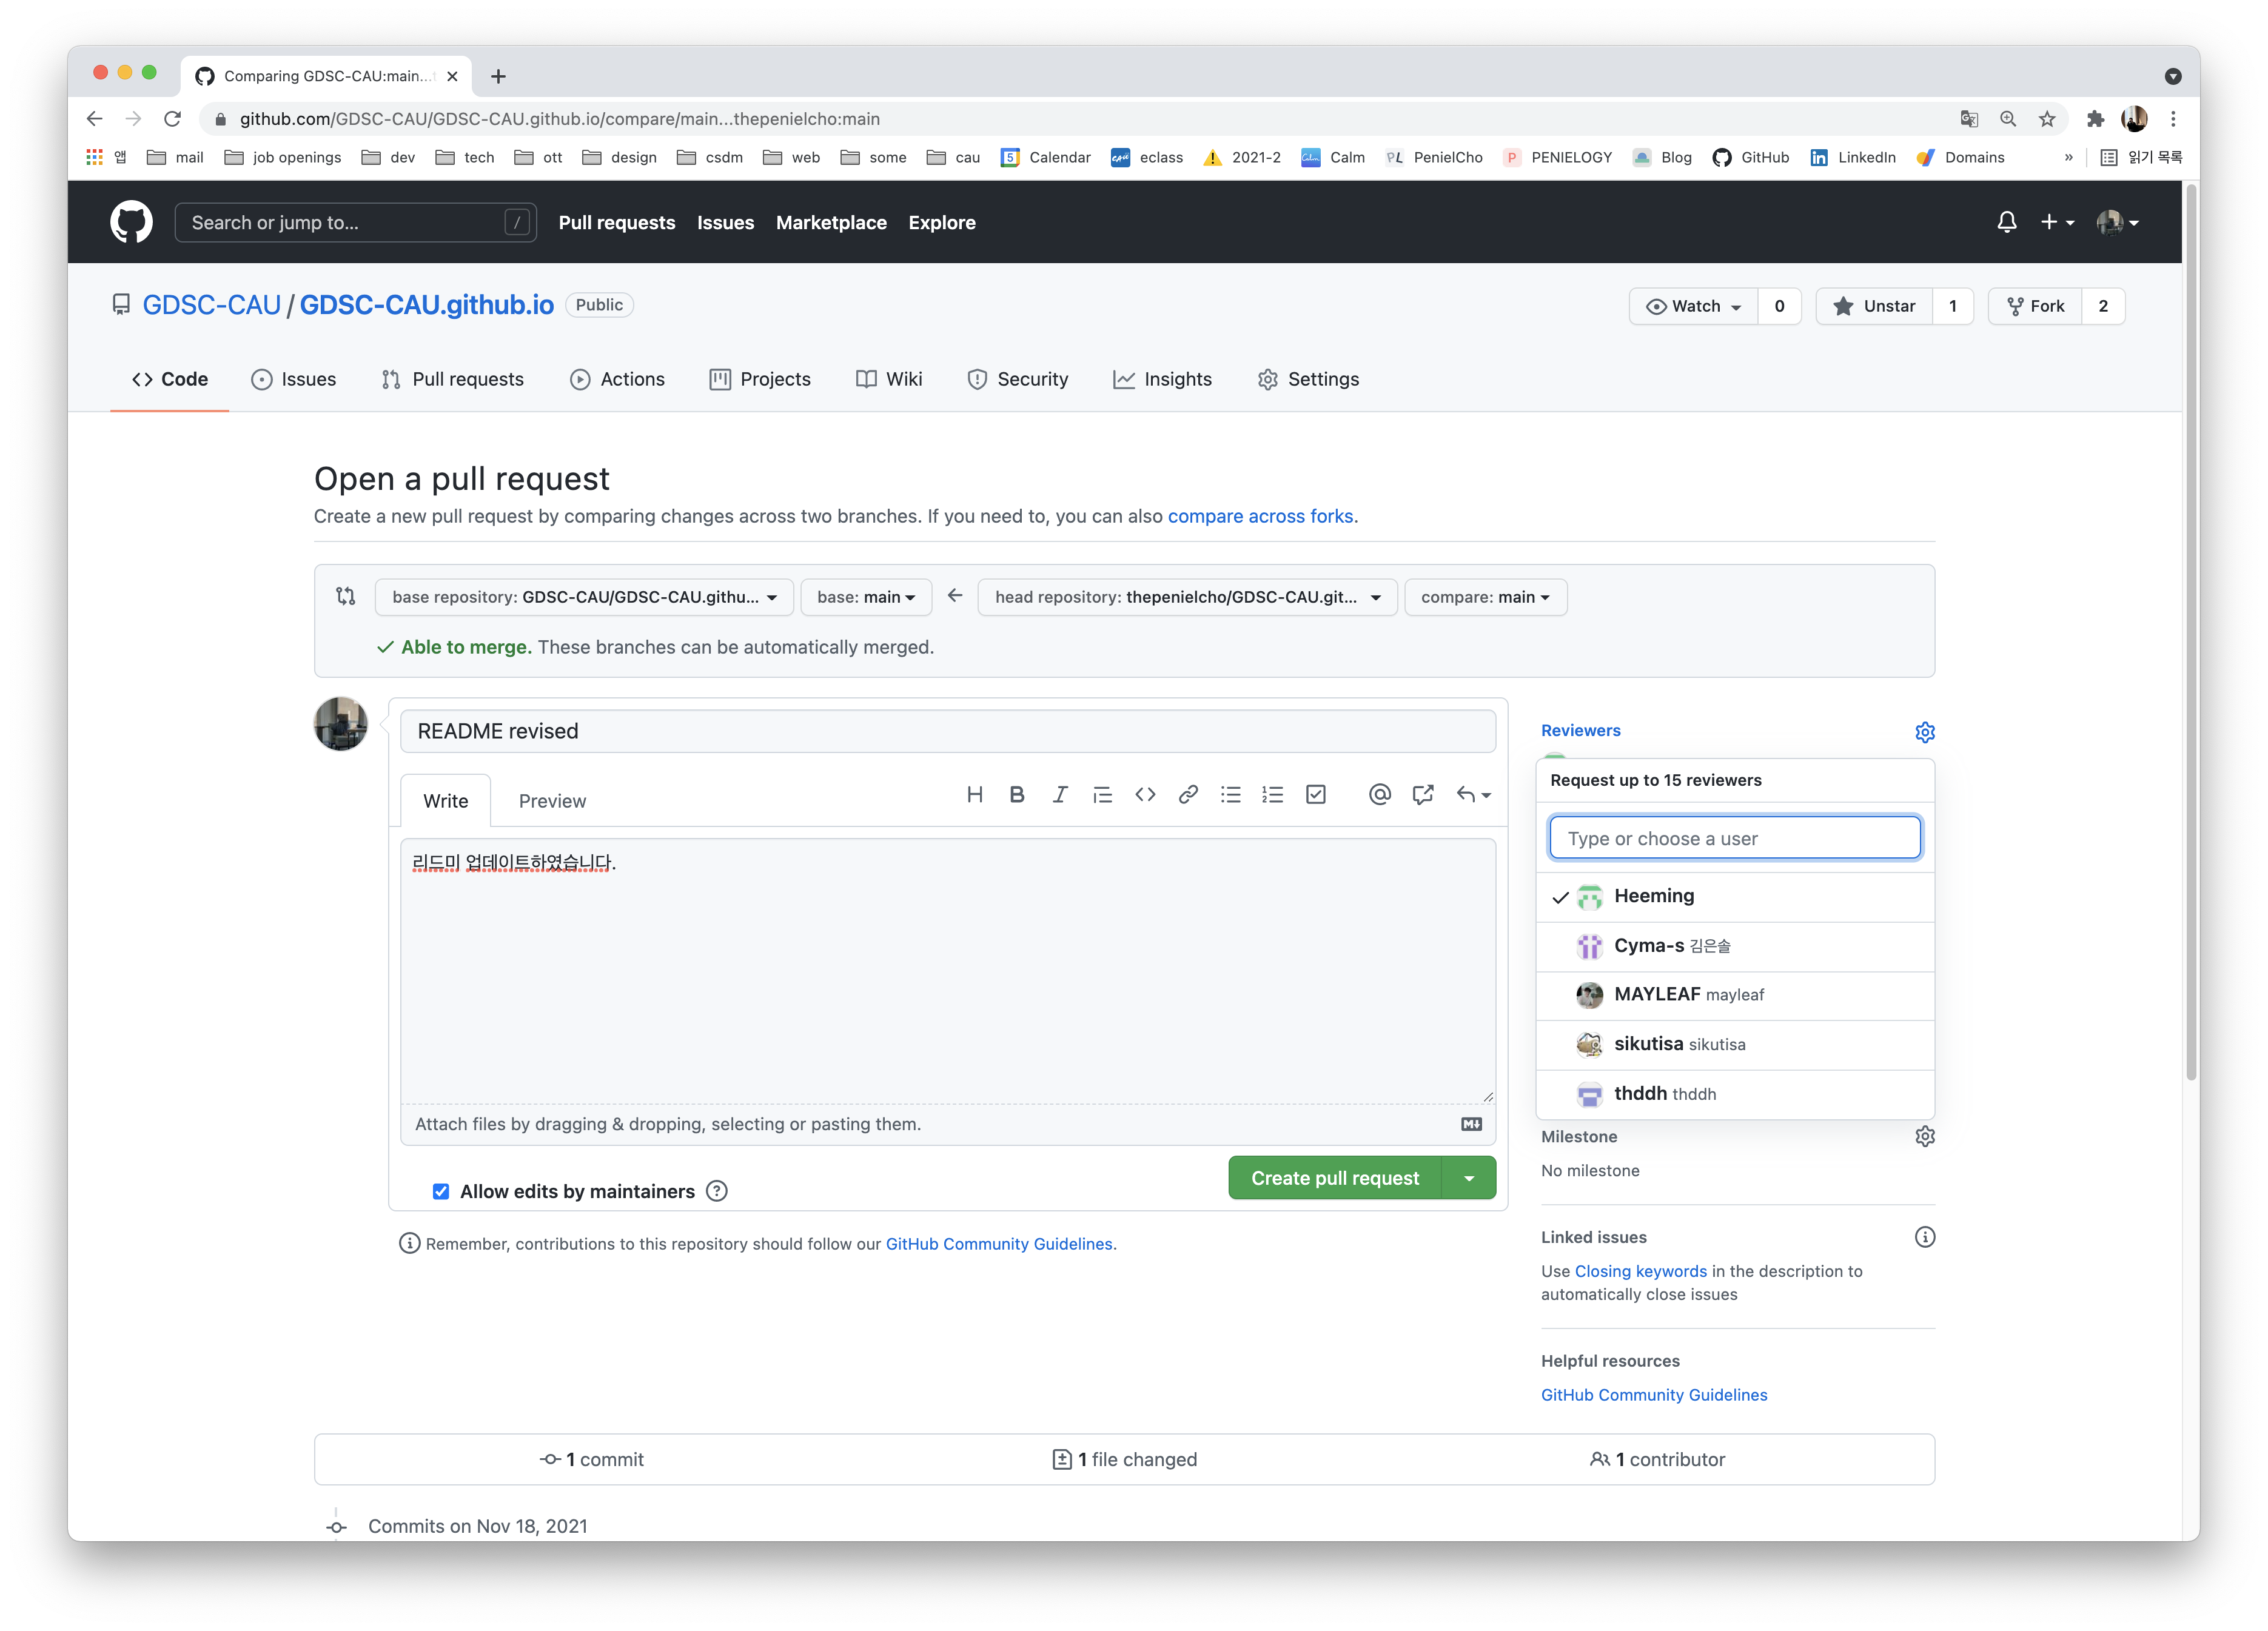 Comparing GDSC-CAU:main...t
github.com/GDSC-CAU/GDSC-CAU.github.io/compare/main...thepenielcho:main
앱 mail job openings dev tech ott design csdm web some cau 5 Calendar CAU eclass 2021-2 Calm Calm PL PenielCho P PENIELOGY Blog GitHub in LinkedIn Domains » 읽기 목록
Search or jump to... / Pull requests Issues Marketplace Explore
GDSC-CAU / GDSC-CAU.github.io Public Watch 0 Unstar 1 Fork 2
Code Issues Pull requests Actions Projects Wiki Security Insights Settings
Open a pull request
Create a new pull request by comparing changes across two branches. If you need to, you can also compare across forks.
base repository: GDSC-CAU/GDSC-CAU.githu... base: main ← head repository: thepenielcho/GDSC-CAU.git... compare: main
Able to merge. These branches can be automatically merged.
README revised
Write Preview
리드미 업데이트하였습니다.
Attach files by dragging & dropping, selecting or pasting them.
Allow edits by maintainers
Create pull request
Remember, contributions to this repository should follow our GitHub Community Guidelines.
Reviewers
Request up to 15 reviewers
Type or choose a user
Heeming
Cyma-s 김은솔
MAYLEAF mayleaf
sikutisa sikutisa
thddh thddh
Milestone
No milestone
Linked issues
Use Closing keywords in the description to
automatically close issues
Helpful resources
GitHub Community Guidelines
1 commit 1 file changed 1 contributor
Commits on Nov 18, 2021